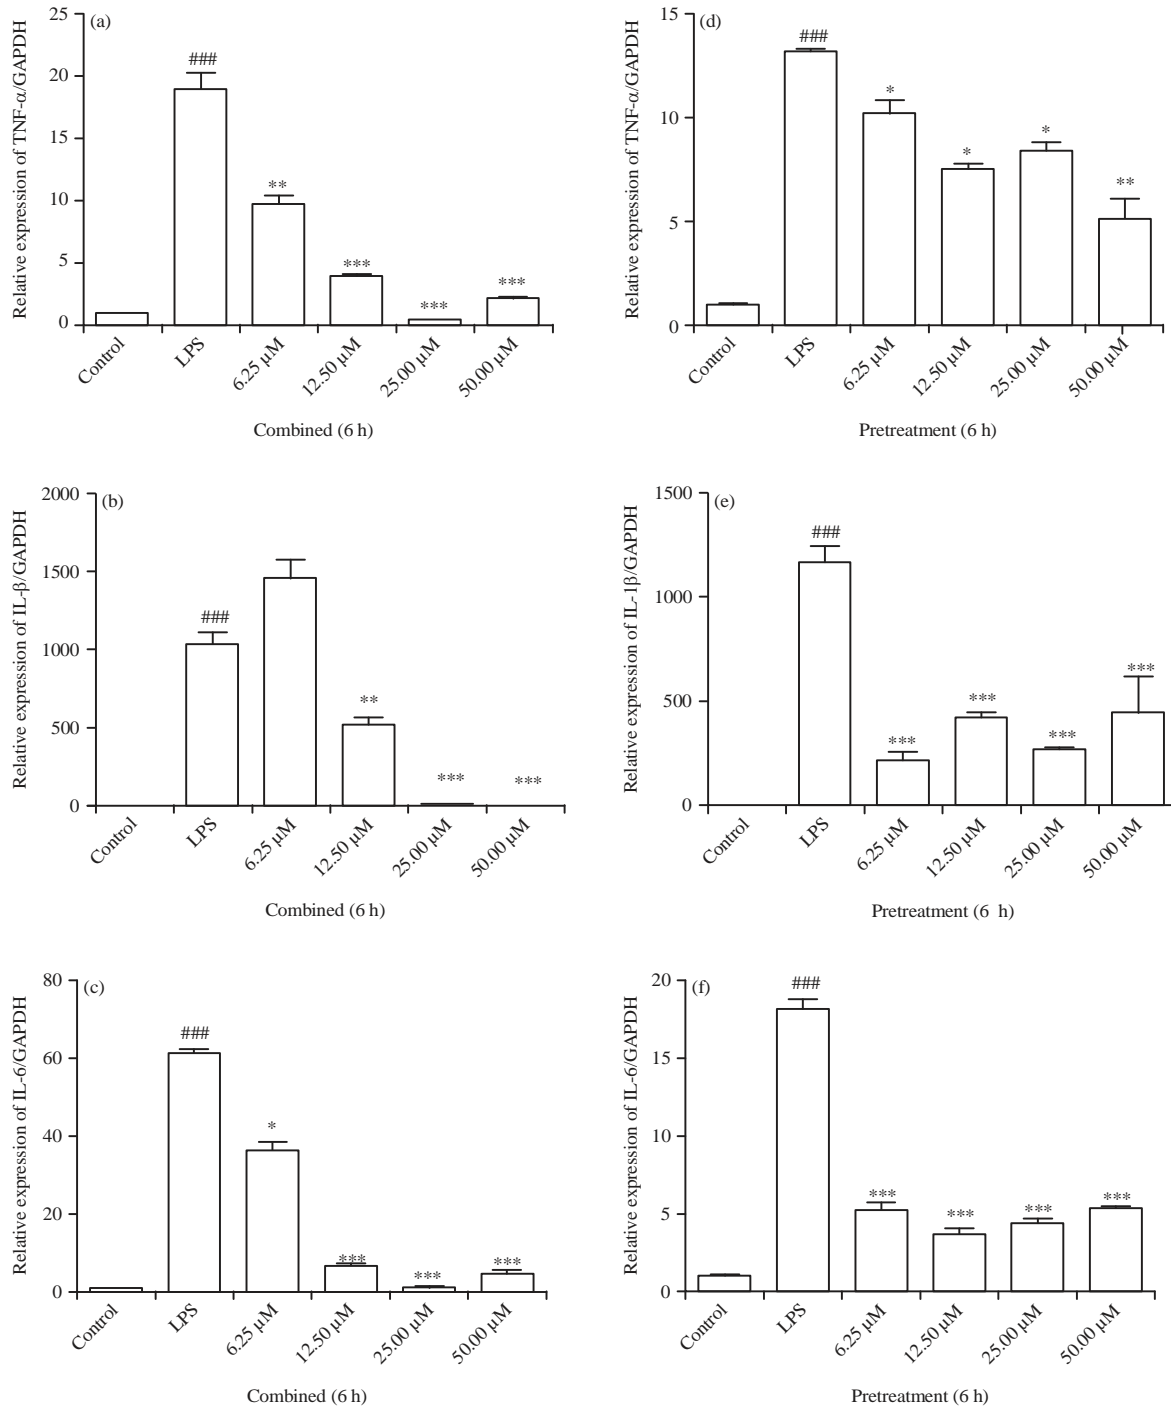 (a)
Relative expression of TNF-α/GAPDH
25
20
15
10
5
0
###
**
***
***
***
Control
LPS
6.25 µM
12.50 µM
25.00 µM
50.00 µM
Combined (6 h)
(d)
Relative expression of TNF-α/GAPDH
15
10
5
0
###
*
*
*
**
Control
LPS
6.25 µM
12.50 µM
25.00 µM
50.00 µM
Pretreatment (6 h)
(b)
Relative expression of IL-β/GAPDH
2000
1500
1000
500
0
###
**
***
***
Control
LPS
6.25 µM
12.50 µM
25.00 µM
50.00 µM
Combined (6 h)
(e)
Relative expression of IL-1β/GAPDH
1500
1000
500
0
###
***
***
***
***
Control
LPS
6.25 µM
12.50 µM
25.00 µM
50.00 µM
Pretreatment (6 h)
(c)
Relative expression of IL-6/GAPDH
80
60
40
20
0
###
*
***
***
***
Control
LPS
6.25 µM
12.50 µM
25.00 µM
50.00 µM
Combined (6 h)
(f)
Relative expression of IL-6/GAPDH
20
15
10
5
0
###
***
***
***
***
Control
LPS
6.25 µM
12.50 µM
25.00 µM
50.00 µM
Pretreatment (6 h)